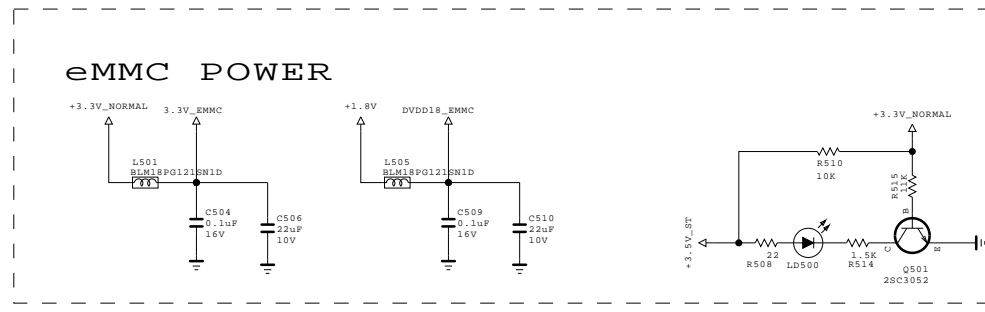 eMMC POWER
+3.3V_NORMAL
3.3V_EMMC
L501
BLM18PG121SN1D
C504
0.1uF
16V
C506
22uF
10V
+1.8V
DVDD18_EMMC
L505
BLM18PG121SN1D
C509
0.1uF
16V
C510
22uF
10V
+3.3V_NORMAL
R510
10K
R515
11K
B
+3.5V_ST
22
R508
LD500
1.5K
R514
C
E
Q501
2SC3052